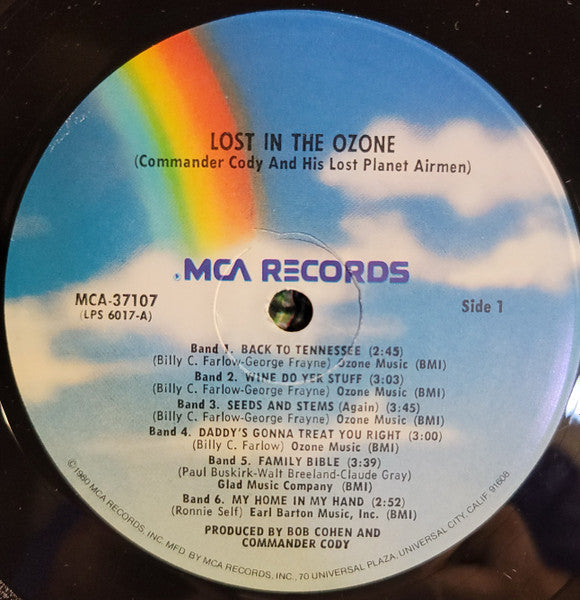 LOST IN THE OZONE
(Commander Cody And His Lost Planet Airmen)
MCA RECORDS
MCA-37107
(LPS 6017-A)
Side 1
Band 1. BACK TO TENNESSEE (2:45)
(Billy C. Farlow-George Frayne) Ozone Music (BMI)
Band 2. WINE DO YER STUFF (3:03)
(Billy C. Farlow-George Frayne) Ozone Music (BMI)
Band 3. SEEDS AND STEMS (Again) (3:45)
(Billy C. Farlow-George Frayne) Ozone Music (BMI)
Band 4. DADDY'S GONNA TREAT YOU RIGHT (3:00)
(Billy C. Farlow) Ozone Music (BMI)
Band 5. FAMILY BIBLE (3:39)
(Paul Buskirk-Walt Breeland-Claude Gray)
Glad Music Company (BMI)
Band 6. MY HOME IN MY HAND (2:52)
(Ronnie Self) Earl Barton Music, Inc. (BMI)
PRODUCED BY BOB COHEN AND
COMMANDER CODY
©1980 MCA RECORDS, INC. MFD. BY MCA RECORDS, INC., 70 UNIVERSAL PLAZA, UNIVERSAL CITY, CALIF. 91608